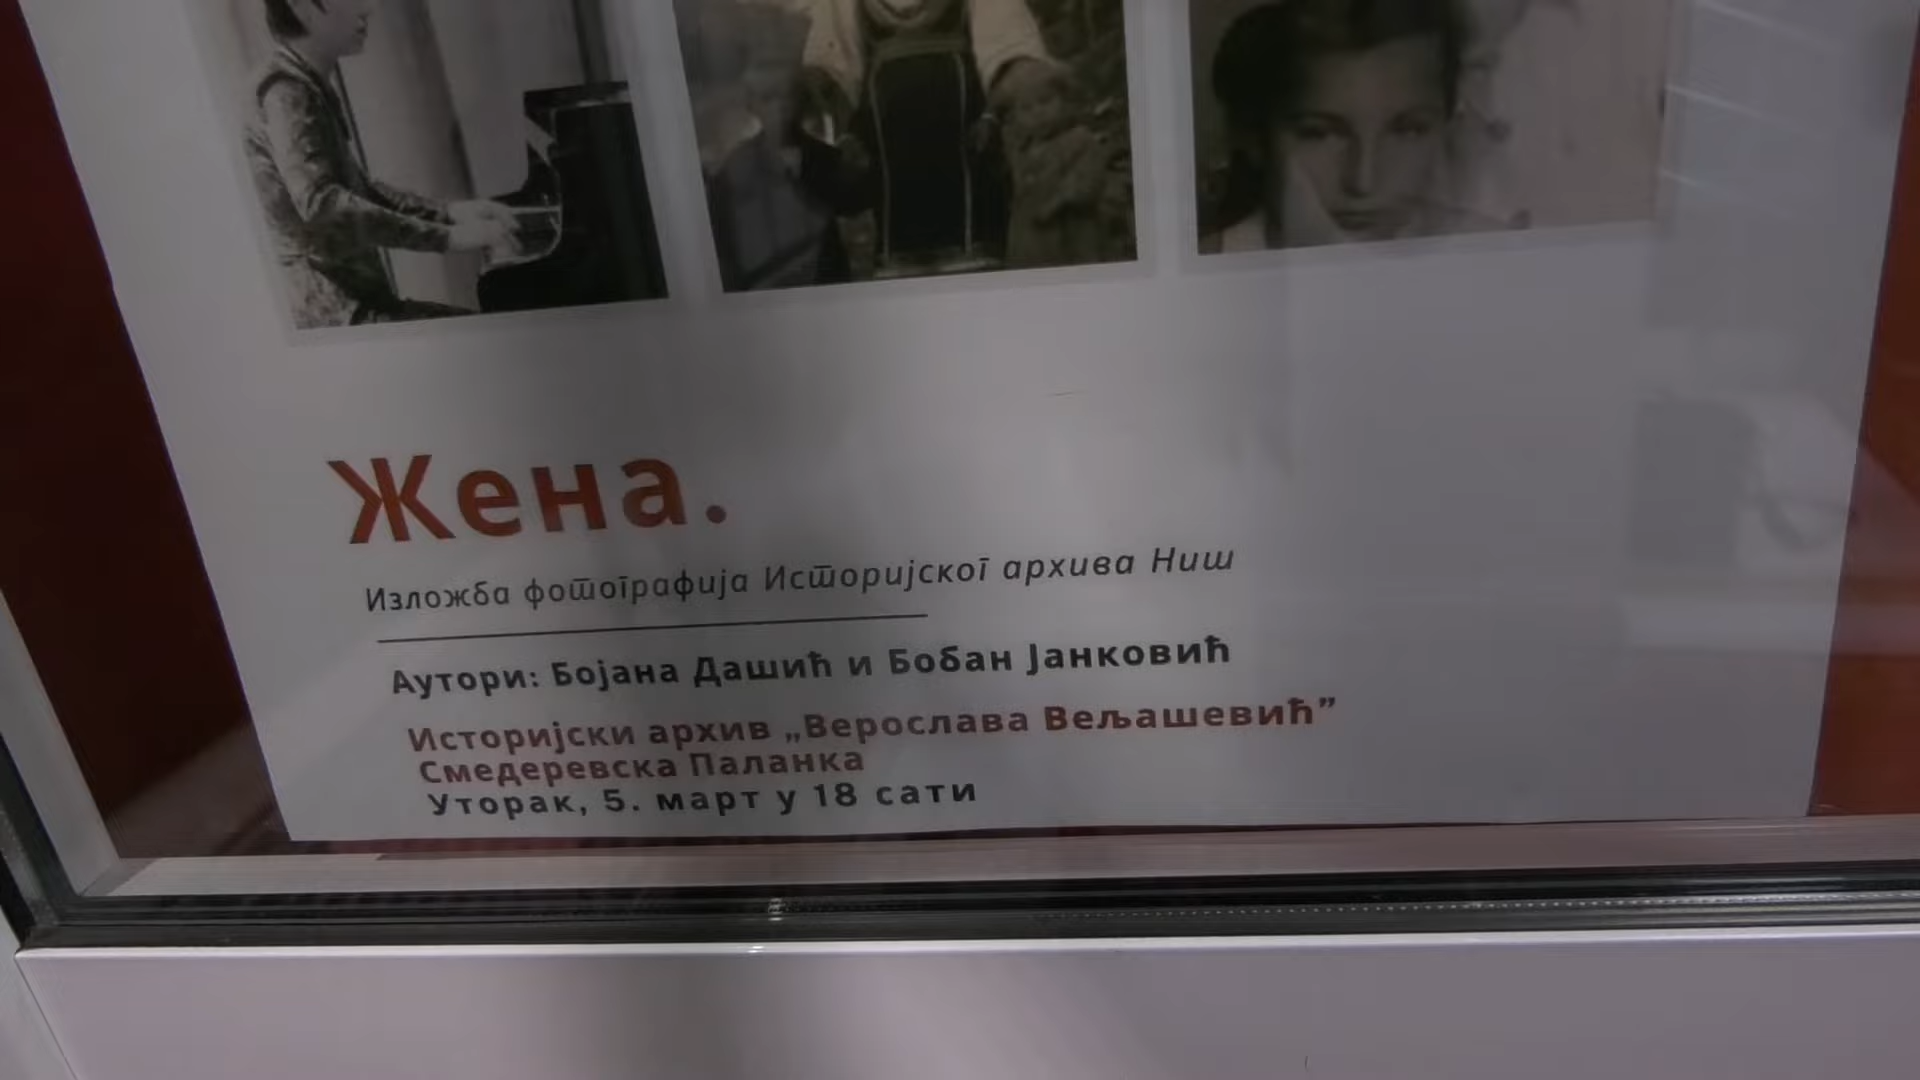 Жена.
Изложба фотографија Историјског архива Ниш
Аутори: Бојана Дашић и Бобан Јанковић
Историјски архив „Верослава Вељашевић”
Смедеревска Паланка
Уторак, 5. март у 18 сати